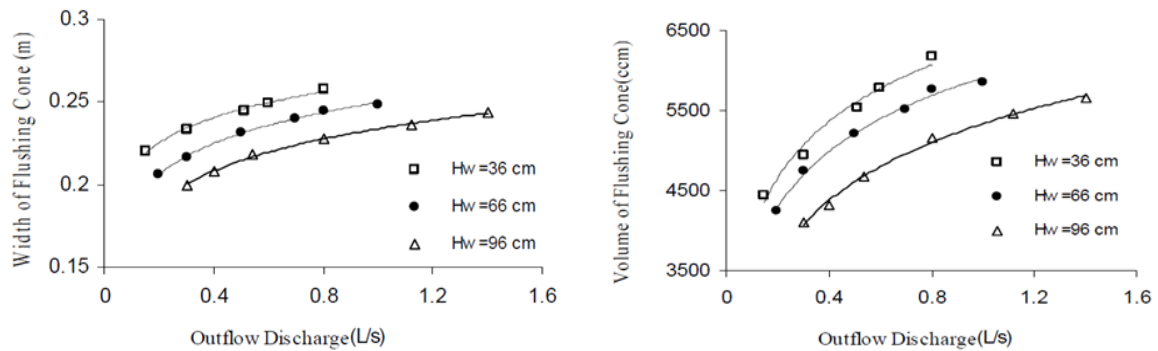 Width of Flushing Cone (m)
0.3
0.25
0.2
0.15
0
0.4
0.8
1.2
1.6
Hw =36 cm
Hw =66 cm
Hw =96 cm
Outflow Discharge(L/s)
Volume of Flushing Cone(ccm)
6500
5500
4500
3500
0
0.4
0.8
1.2
1.6
Hw =36 cm
Hw =66 cm
Hw =96 cm
Outflow Discharge(L/s)